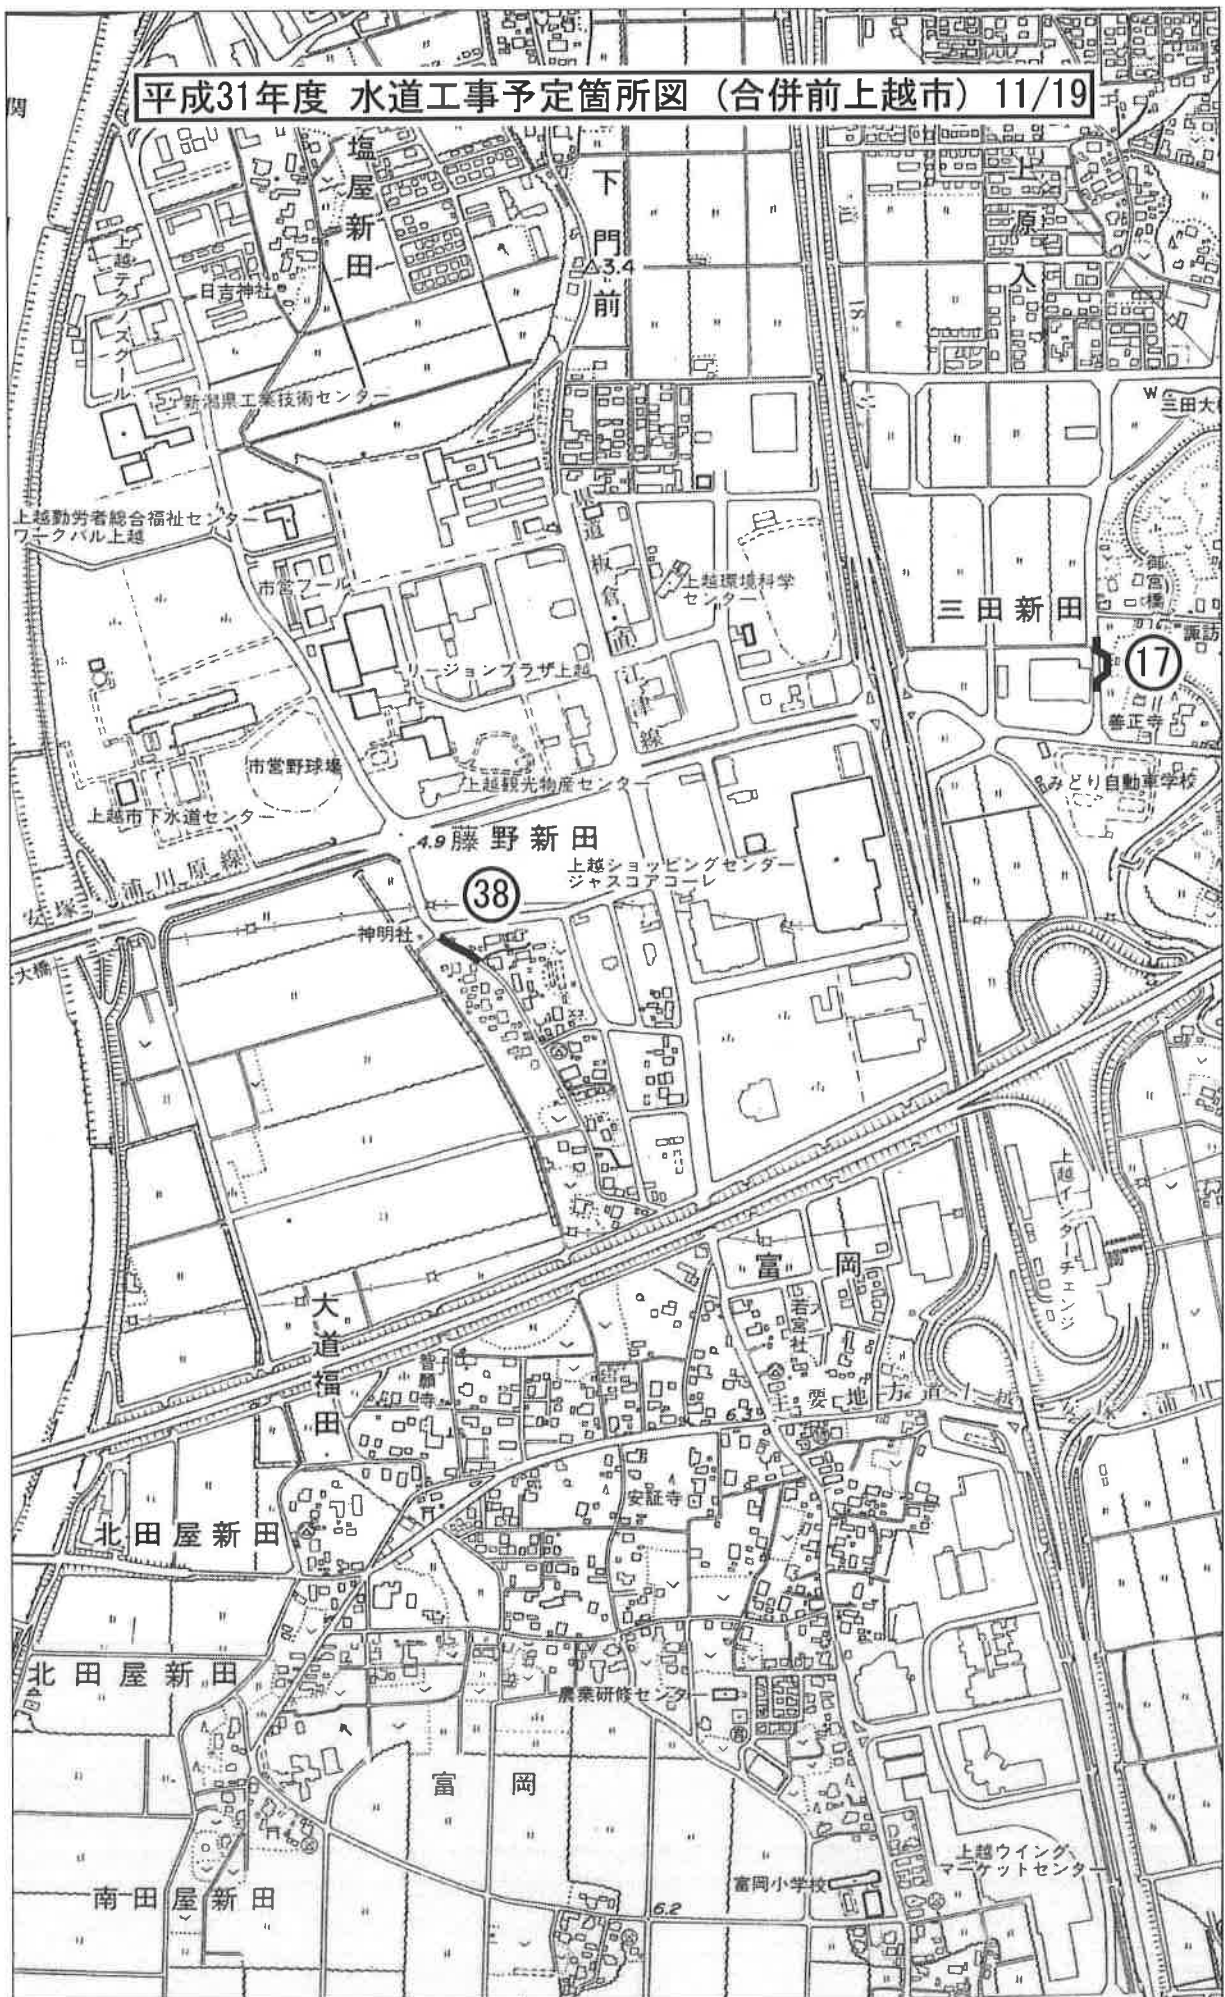 平成31年度 水道工事予定箇所図 (合併前上越市) 11/19
関
塩屋新田
下門前
△3.4
上原入
道
18
上越テクノスクール
日吉神社
新潟県工業技術センター
三田大
上越勤労者総合福祉センター
ワークパル上越
県道板倉・直江津線
市営プール
上越環境科学
センター
御宮橋
三田新田
諏訪
⑰
リージョンプラザ上越
善正寺
市営野球場
上越観光物産センター
みどり自動車学校
上越市下水道センター
4.9
藤野新田
上越ショッピングセンター
ジャスコアコーレ
安塚
浦川原線
㊳
神明社
大橋
上越インターチェンジ
富岡
若宮社
大道福田
智願寺
主要地方道上越
6.3
安証寺
北田屋新田
北田屋新田
農業研修センター
富岡
上越ウイング
マーケットセンター
富岡小学校
南田屋新田
6.2